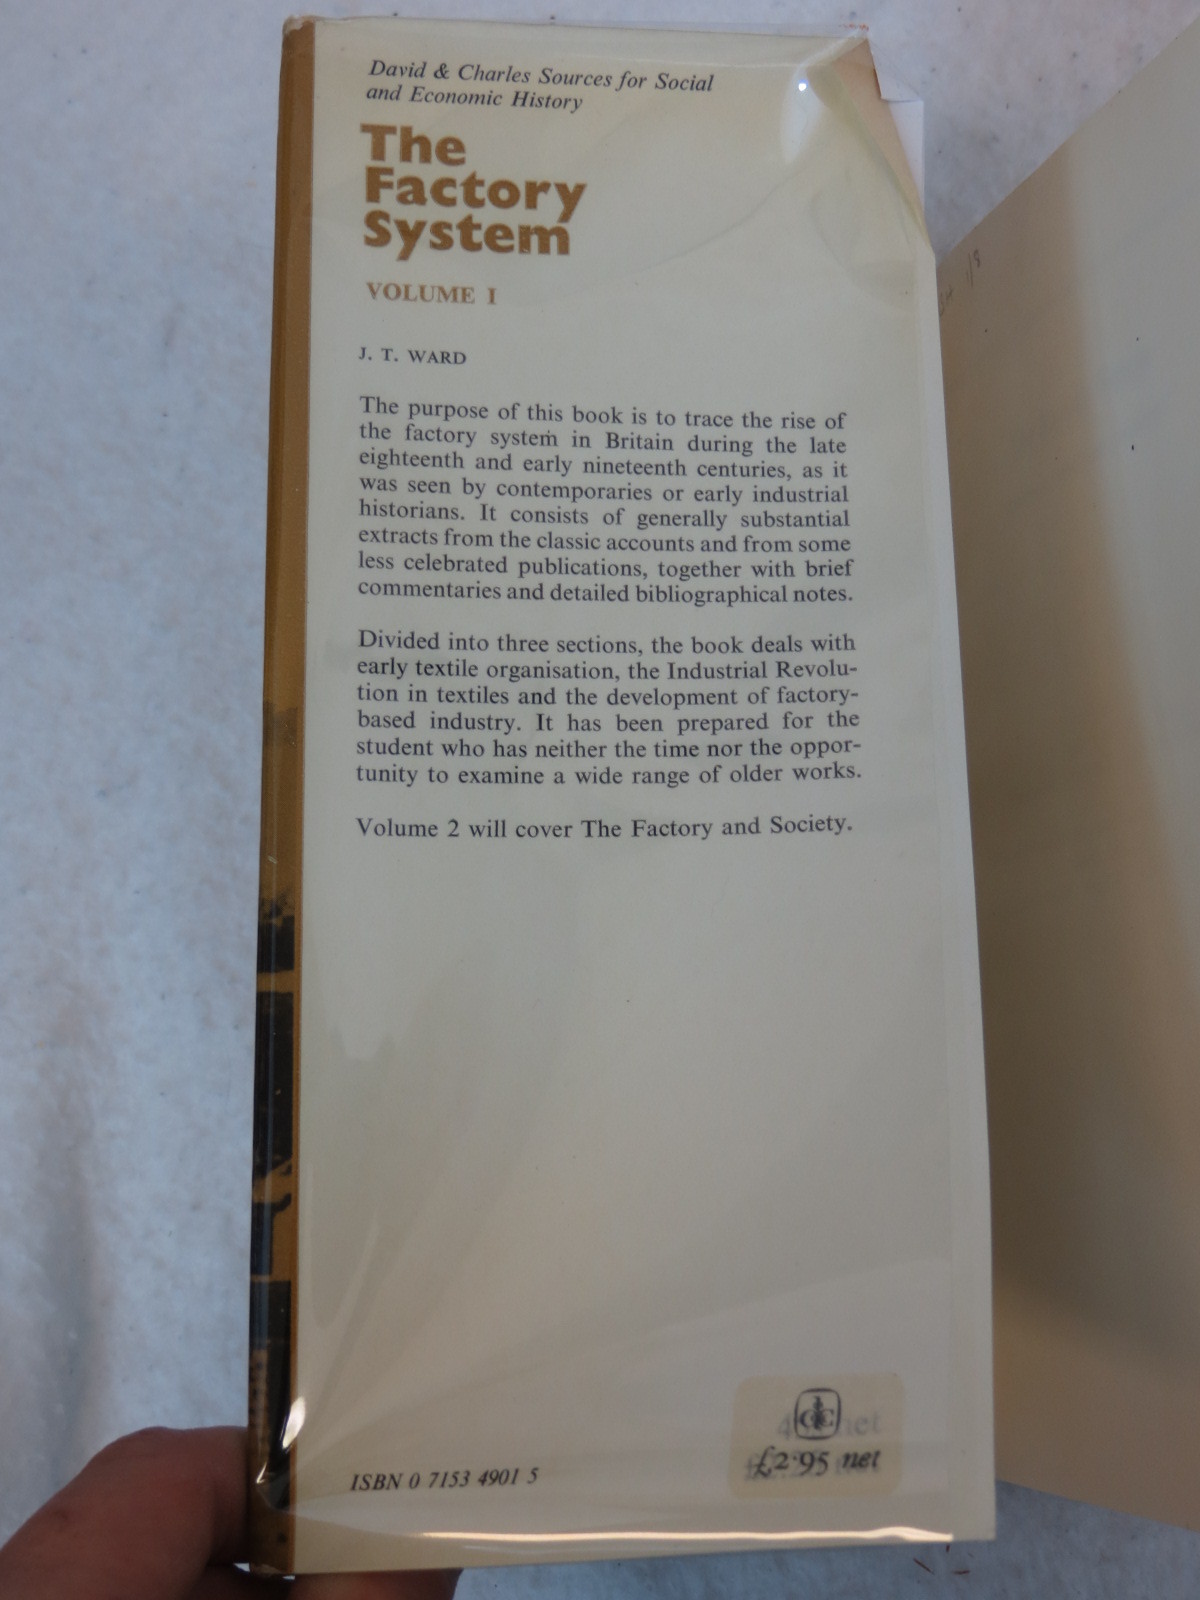 David & Charles Sources for Social
and Economic History
The
Factory
System
VOLUME I
J. T. WARD
The purpose of this book is to trace the rise of
the factory system in Britain during the late
eighteenth and early nineteenth centuries, as it
was seen by contemporaries or early industrial
historians. It consists of generally substantial
extracts from the classic accounts and from some
less celebrated publications, together with brief
commentaries and detailed bibliographical notes.
Divided into three sections, the book deals with
early textile organisation, the Industrial Revolu-
tion in textiles and the development of factory-
based industry. It has been prepared for the
student who has neither the time nor the oppor-
tunity to examine a wide range of older works.
Volume 2 will cover The Factory and Society.
£2·95 net
ISBN 0 7153 4901 5